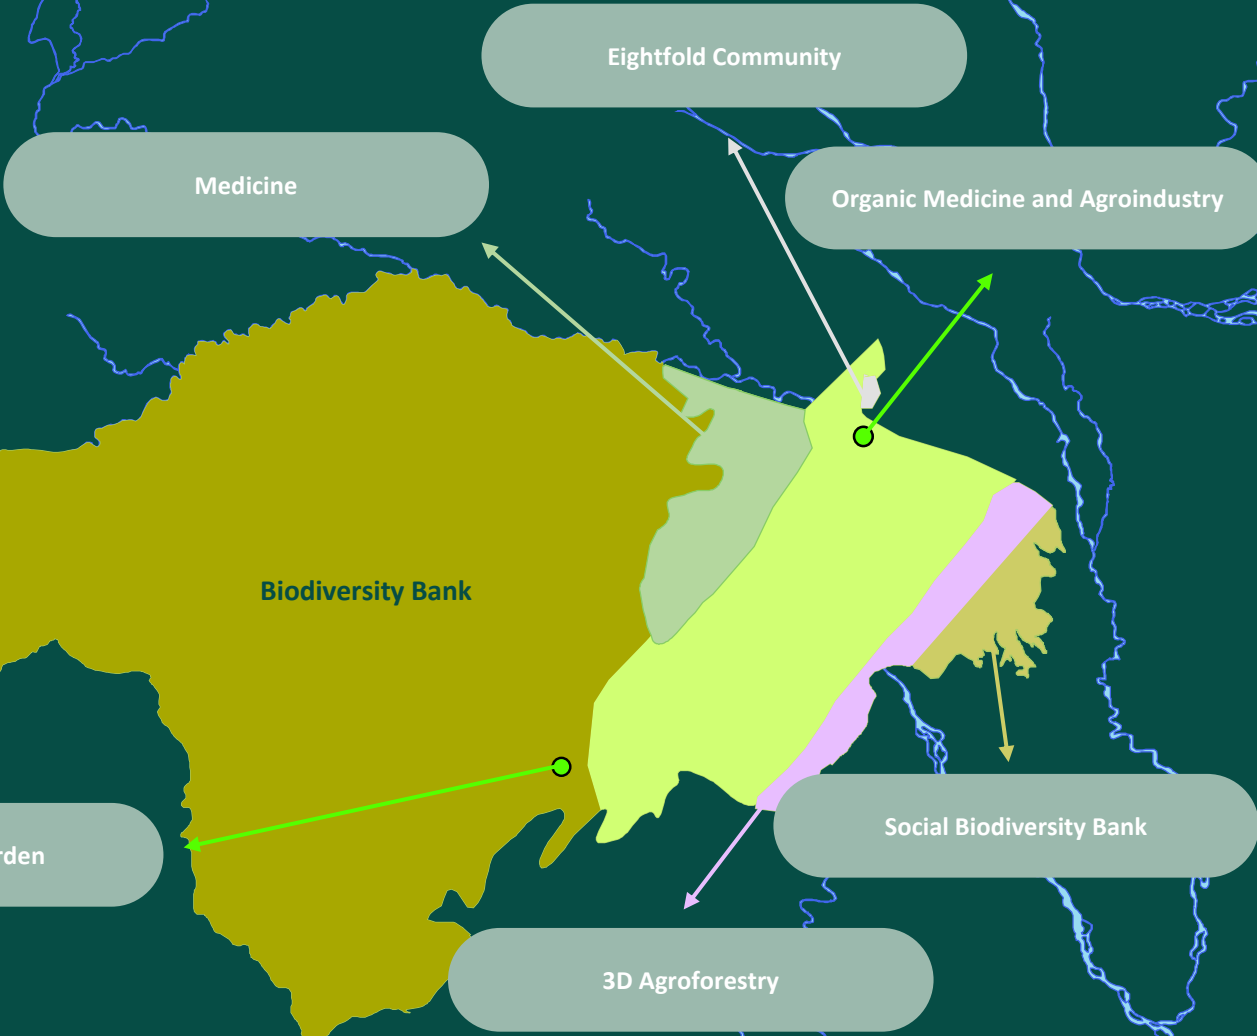 Eightfold Community
Medicine
Organic Medicine and Agroindustry
Biodiversity Bank
Social Biodiversity Bank
rden
3D Agroforestry